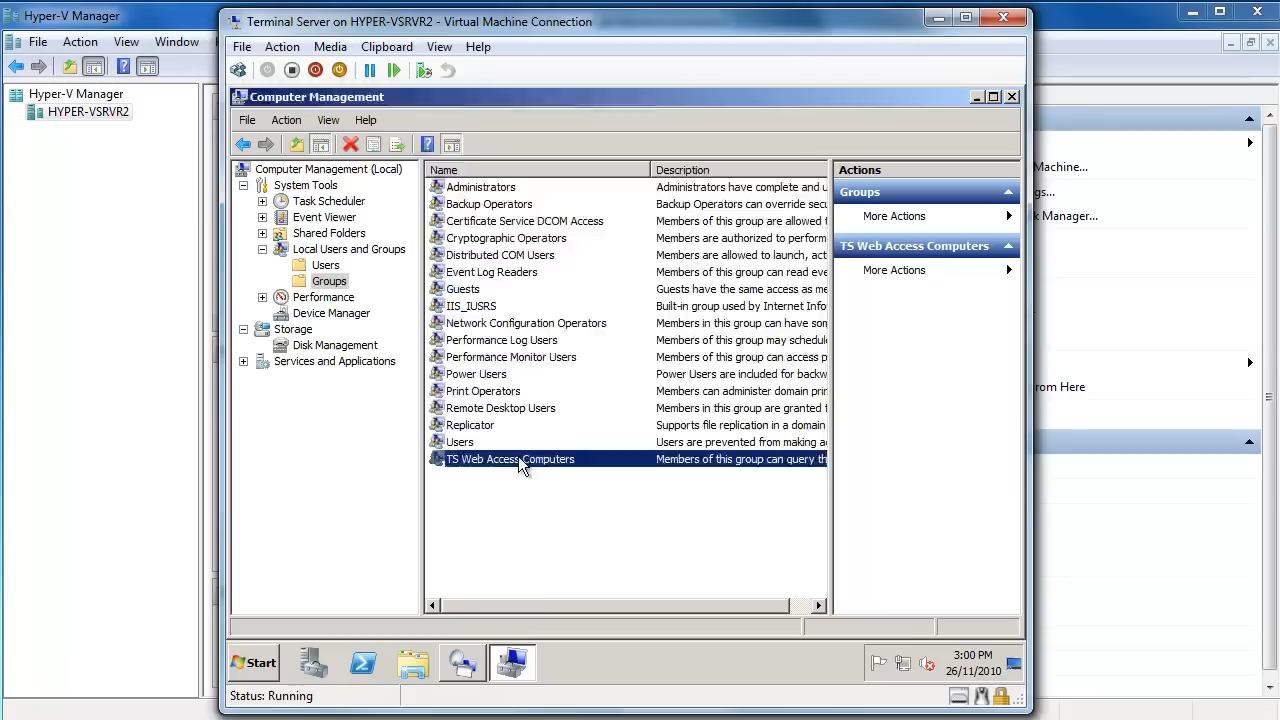 Hyper-V Manager
File Action View Window
Hyper-V Manager
HYPER-VSRVR2
Terminal Server on HYPER-VSRVR2 - Virtual Machine Connection
File Action Media Clipboard View Help
Computer Management
File Action View Help
Computer Management (Local)
System Tools
Task Scheduler
Event Viewer
Shared Folders
Local Users and Groups
Users
Groups
Performance
Device Manager
Storage
Disk Management
Services and Applications
Name Description
Administrators Administrators have complete and u
Backup Operators Backup Operators can override secu
Certificate Service DCOM Access Members of this group are allowed t
Cryptographic Operators Members are authorized to perform
Distributed COM Users Members are allowed to launch, act
Event Log Readers Members of this group can read eve
Guests Guests have the same access as me
IIS_IUSRS Built-in group used by Internet Info
Network Configuration Operators Members in this group can have som
Performance Log Users Members of this group may schedul
Performance Monitor Users Members of this group can access p
Power Users Power Users are included for backw
Print Operators Members can administer domain prin
Remote Desktop Users Members in this group are granted t
Replicator Supports file replication in a domain
Users Users are prevented from making a
TS Web Access Computers Members of this group can query th
Actions
Groups
More Actions
TS Web Access Computers
More Actions
Machine...
gs...
k Manager...
rom Here
Start
3:00 PM
26/11/2010
Status: Running